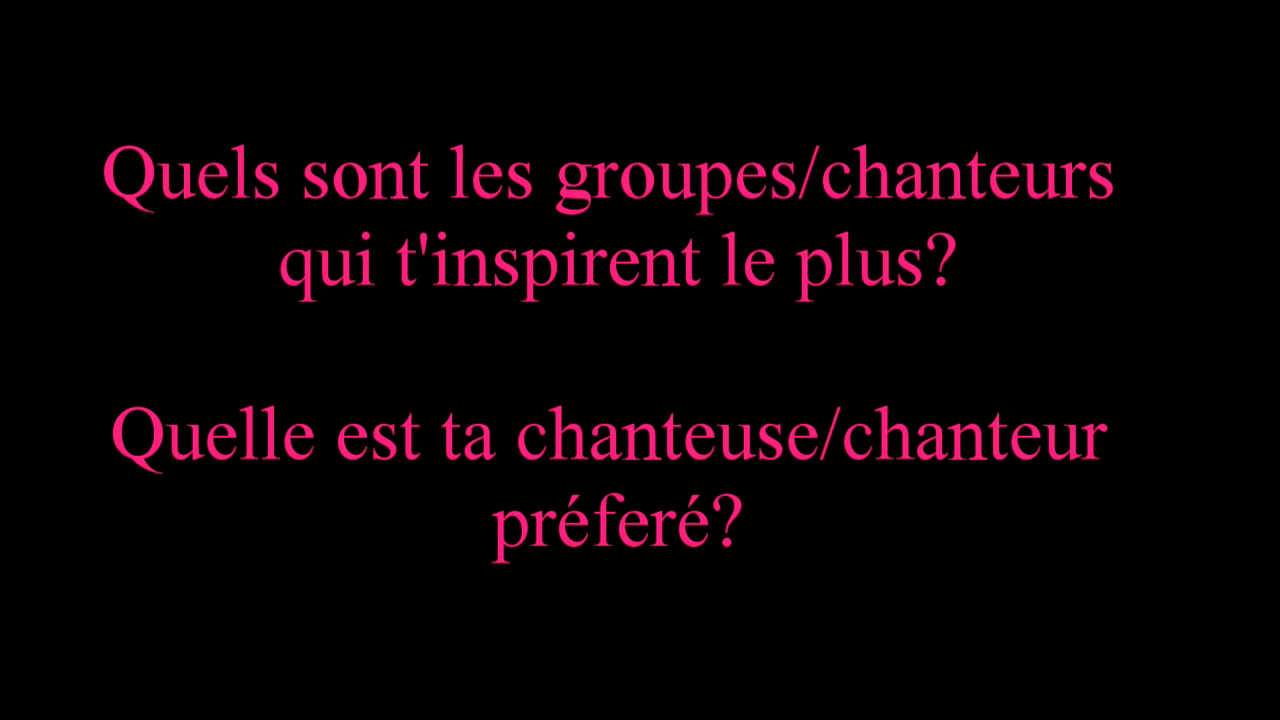 Quels sont les groupes/chanteurs
qui t'inspirent le plus?
Quelle est ta chanteuse/chanteur
préferé?